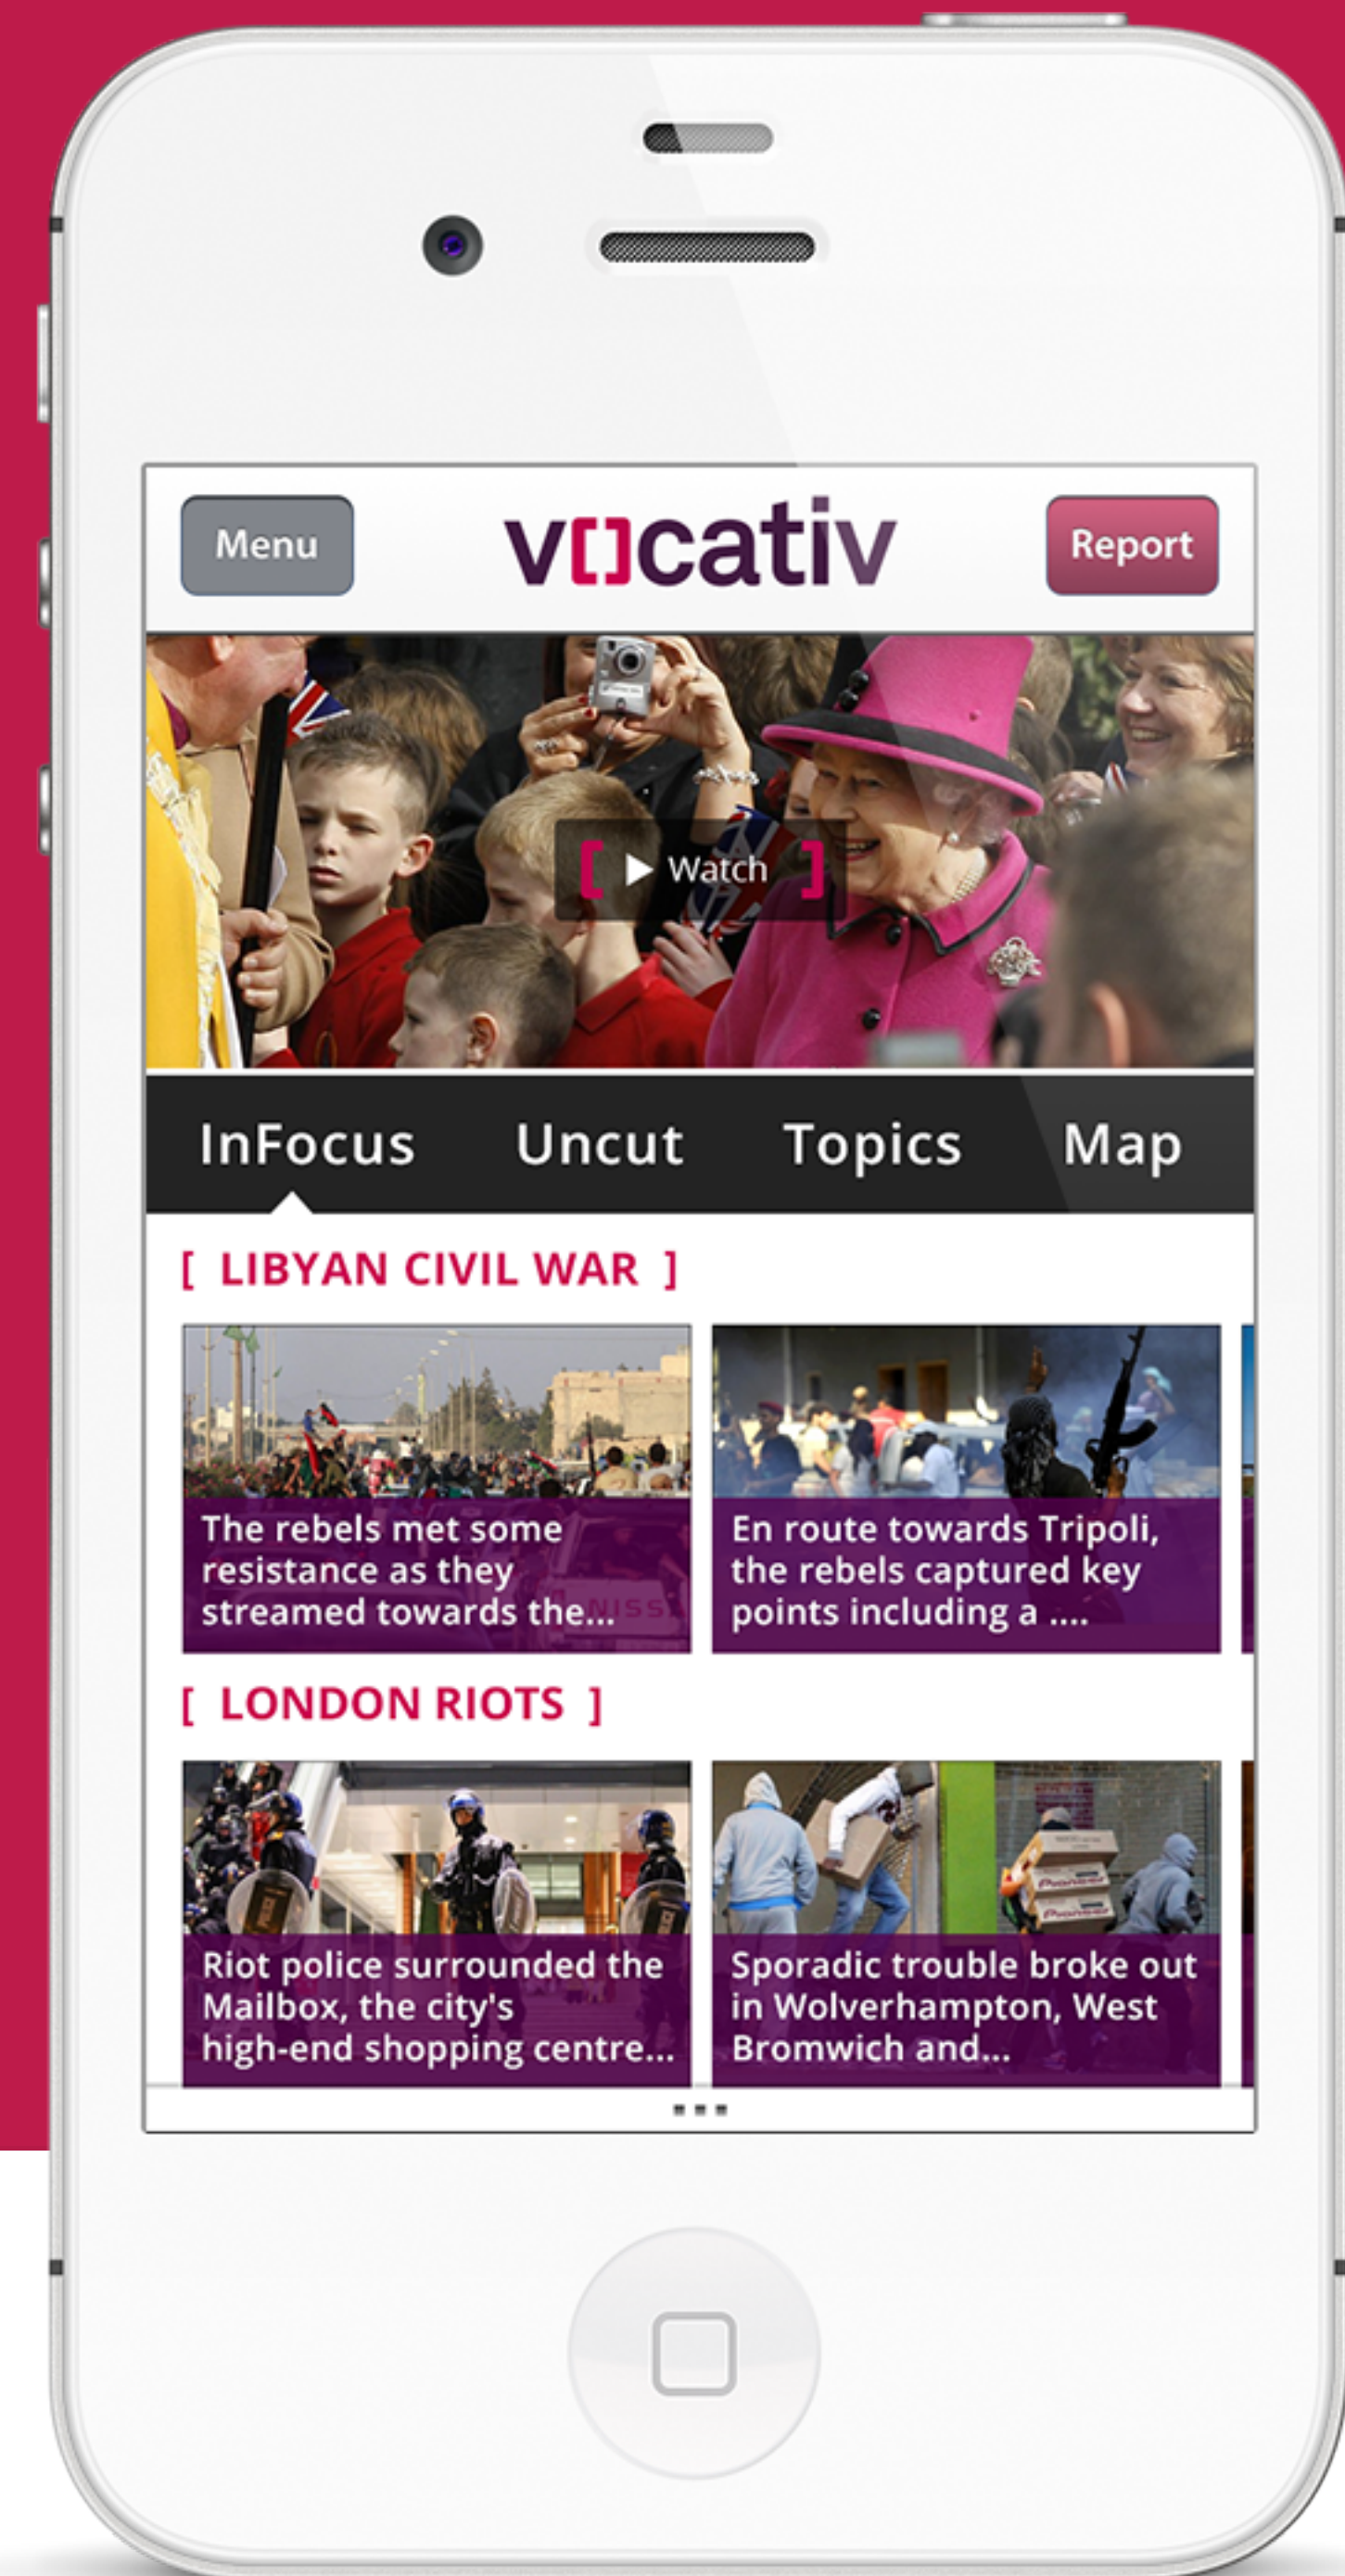 Menu
v[]cativ
Report
Watch
InFocus
Uncut
Topics
Map
[ LIBYAN CIVIL WAR ]
The rebels met some
resistance as they
streamed towards the...
En route towards Tripoli,
the rebels captured key
points including a ....
[ LONDON RIOTS ]
Riot police surrounded the
Mailbox, the city's
high-end shopping centre...
Pioneer
Pioneer
Sporadic trouble broke out
in Wolverhampton, West
Bromwich and...